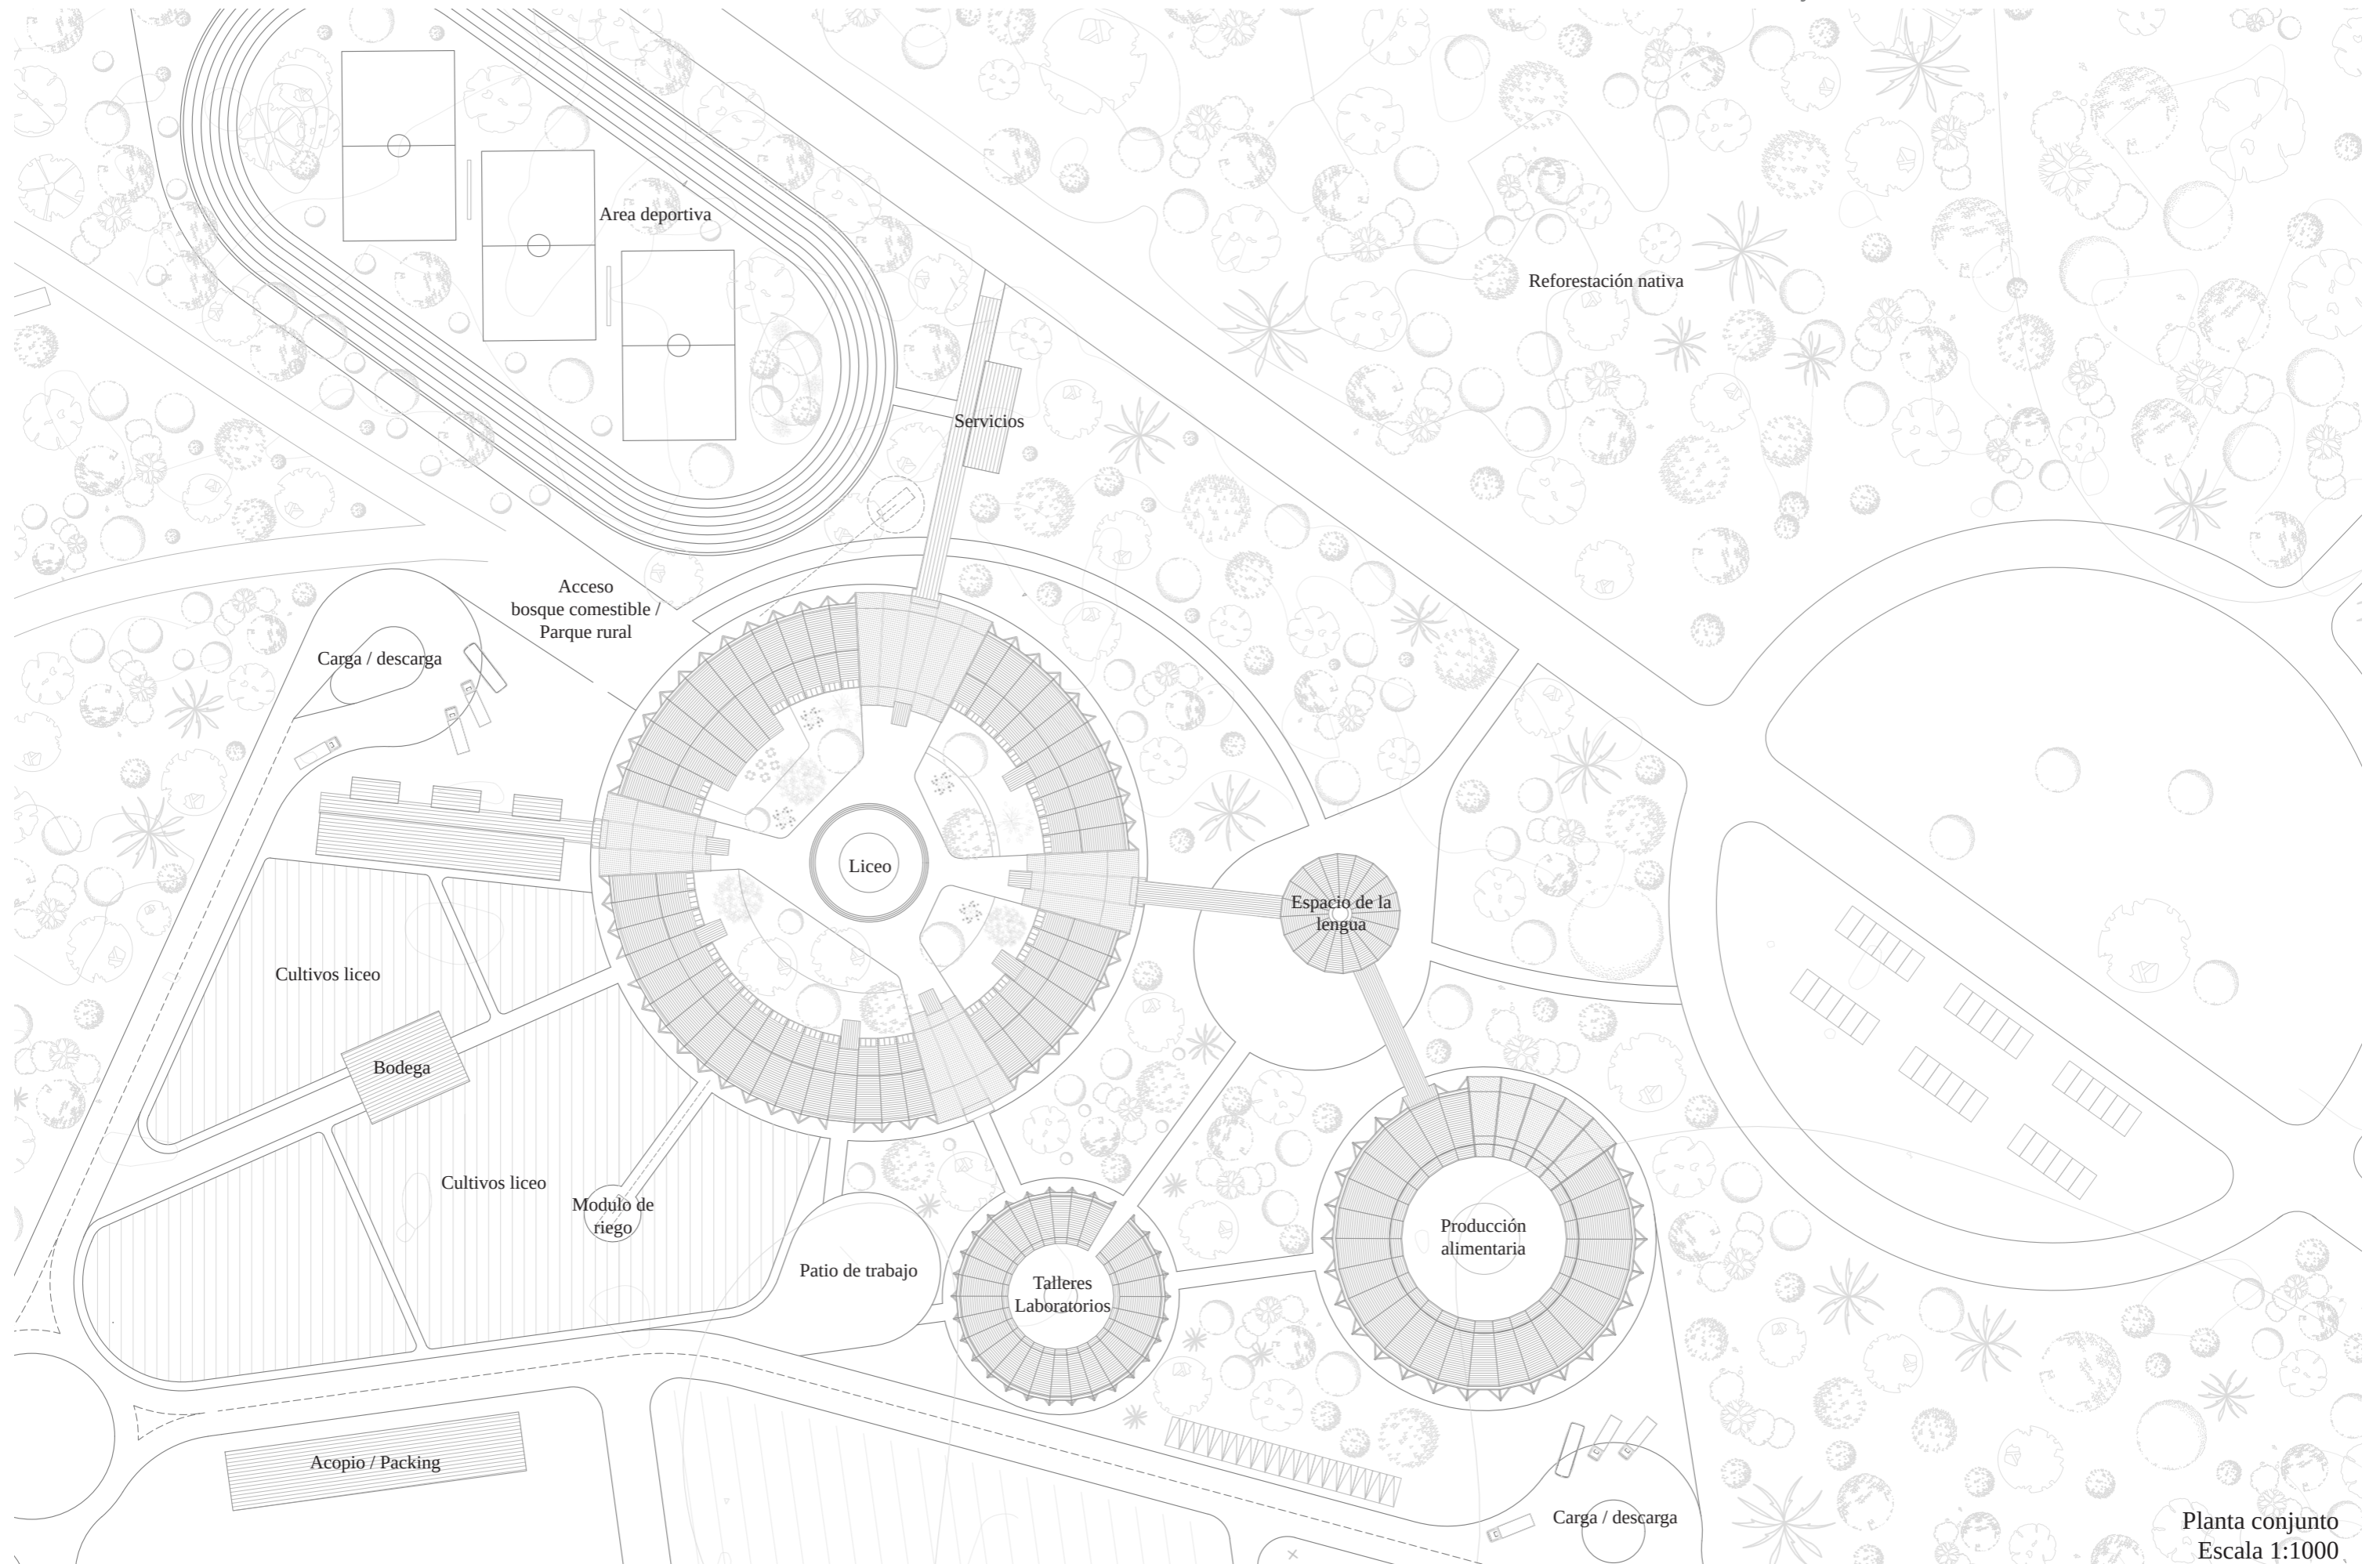 Area deportiva
Reforestación nativa
Servicios
Acceso
bosque comestible /
Parque rural
Carga / descarga
Liceo
Espacio de la
lengua
Cultivos liceo
Bodega
Cultivos liceo
Modulo de
riego
Patio de trabajo
Talleres
Laboratorios
Producción
alimentaria
Acopio / Packing
Carga / descarga
Planta conjunto
Escala 1:1000